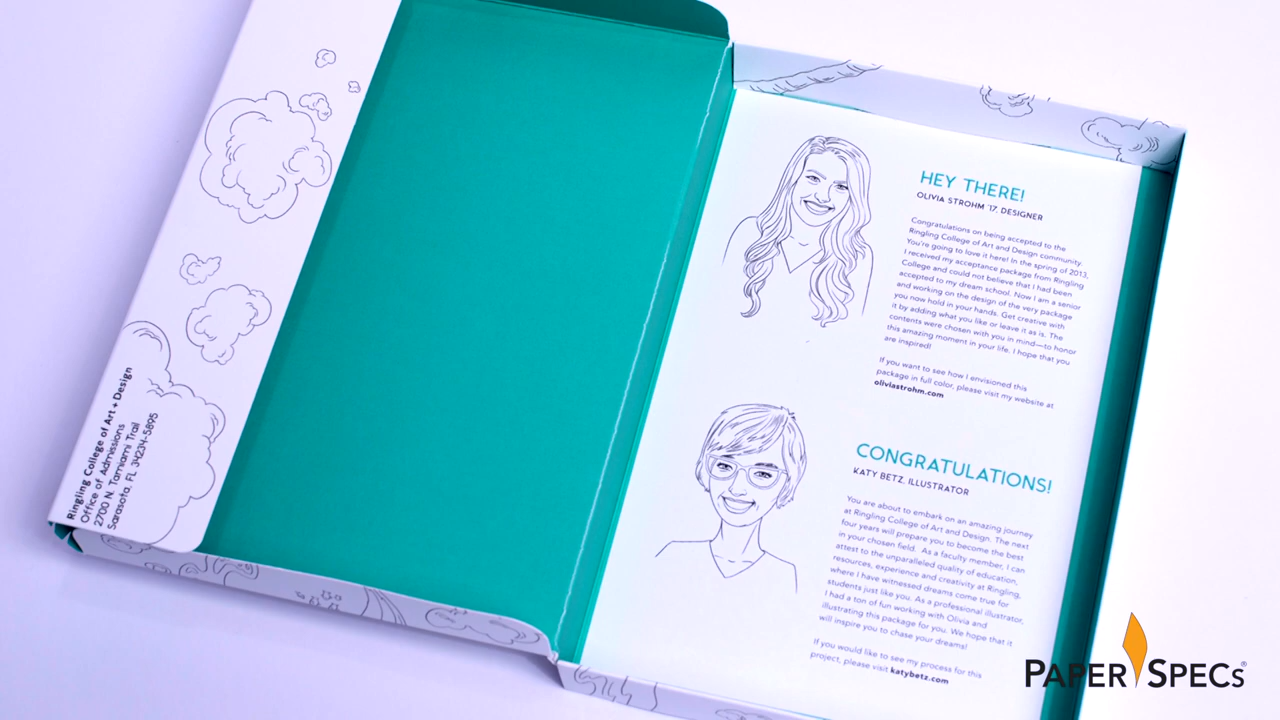 Ringling College of Art + Design
Office of Admissions
2700 N. Tamiami Trail
Sarasota, FL 34234-5895
HEY THERE!
OLIVIA STROHM '17, DESIGNER
Congratulations on being accepted to the
Ringling College of Art and Design community.
You're going to love it here! In the spring of 2013,
I received my acceptance package from Ringling
College and could not believe that I had been
accepted to my dream school. Now I am a senior
and working on the design of the very package
you now hold in your hands. Get creative with
it by adding what you like or leave it as is. The
contents were chosen with you in mind—to honor
this amazing moment in your life. I hope that you
are inspired!
If you want to see how I envisioned this
package in full color, please visit my website at
oliviastrohm.com
CONGRATULATIONS!
KATY BETZ, ILLUSTRATOR
You are about to embark on an amazing journey
at Ringling College of Art and Design. The next
four years will prepare you to become the best
in your chosen field. As a faculty member, I can
attest to the unparalleled quality of education,
resources, experience and creativity at Ringling,
where I have witnessed dreams come true for
students just like you. As a professional illustrator,
I had a ton of fun working with Olivia and
illustrating this package for you. We hope that it
will inspire you to chase your dreams!
If you would like to see my process for this
project, please visit katybetz.com
PAPER SPECS®